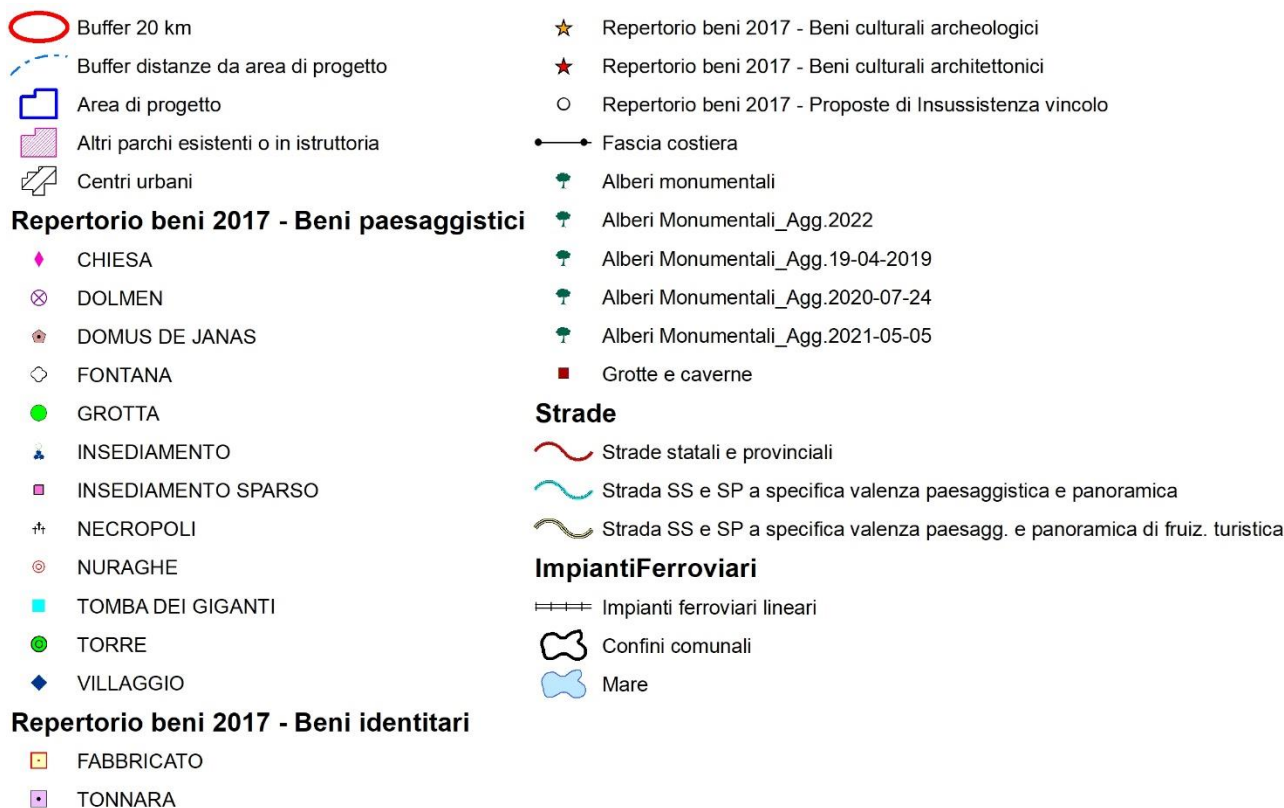 Buffer 20 km
Buffer distanze da area di progetto
Area di progetto
Altri parchi esistenti o in istruttoria
Centri urbani
Repertorio beni 2017 - Beni paesaggistici
CHIESA
DOLMEN
DOMUS DE JANAS
FONTANA
GROTTA
INSEDIAMENTO
INSEDIAMENTO SPARSO
NECROPOLI
NURAGHE
TOMBA DEI GIGANTI
TORRE
VILLAGGIO
Repertorio beni 2017 - Beni identitari
FABBRICATO
TONNARA
Repertorio beni 2017 - Beni culturali archeologici
Repertorio beni 2017 - Beni culturali architettonici
Repertorio beni 2017 - Proposte di Insussistenza vincolo
Fascia costiera
Alberi monumentali
Alberi Monumentali_Agg.2022
Alberi Monumentali_Agg.19-04-2019
Alberi Monumentali_Agg.2020-07-24
Alberi Monumentali_Agg.2021-05-05
Grotte e caverne
Strade
Strade statali e provinciali
Strada SS e SP a specifica valenza paesaggistica e panoramica
Strada SS e SP a specifica valenza paesagg. e panoramica di fruiz. turistica
ImpiantiFerroviari
Impianti ferroviari lineari
Confini comunali
Mare